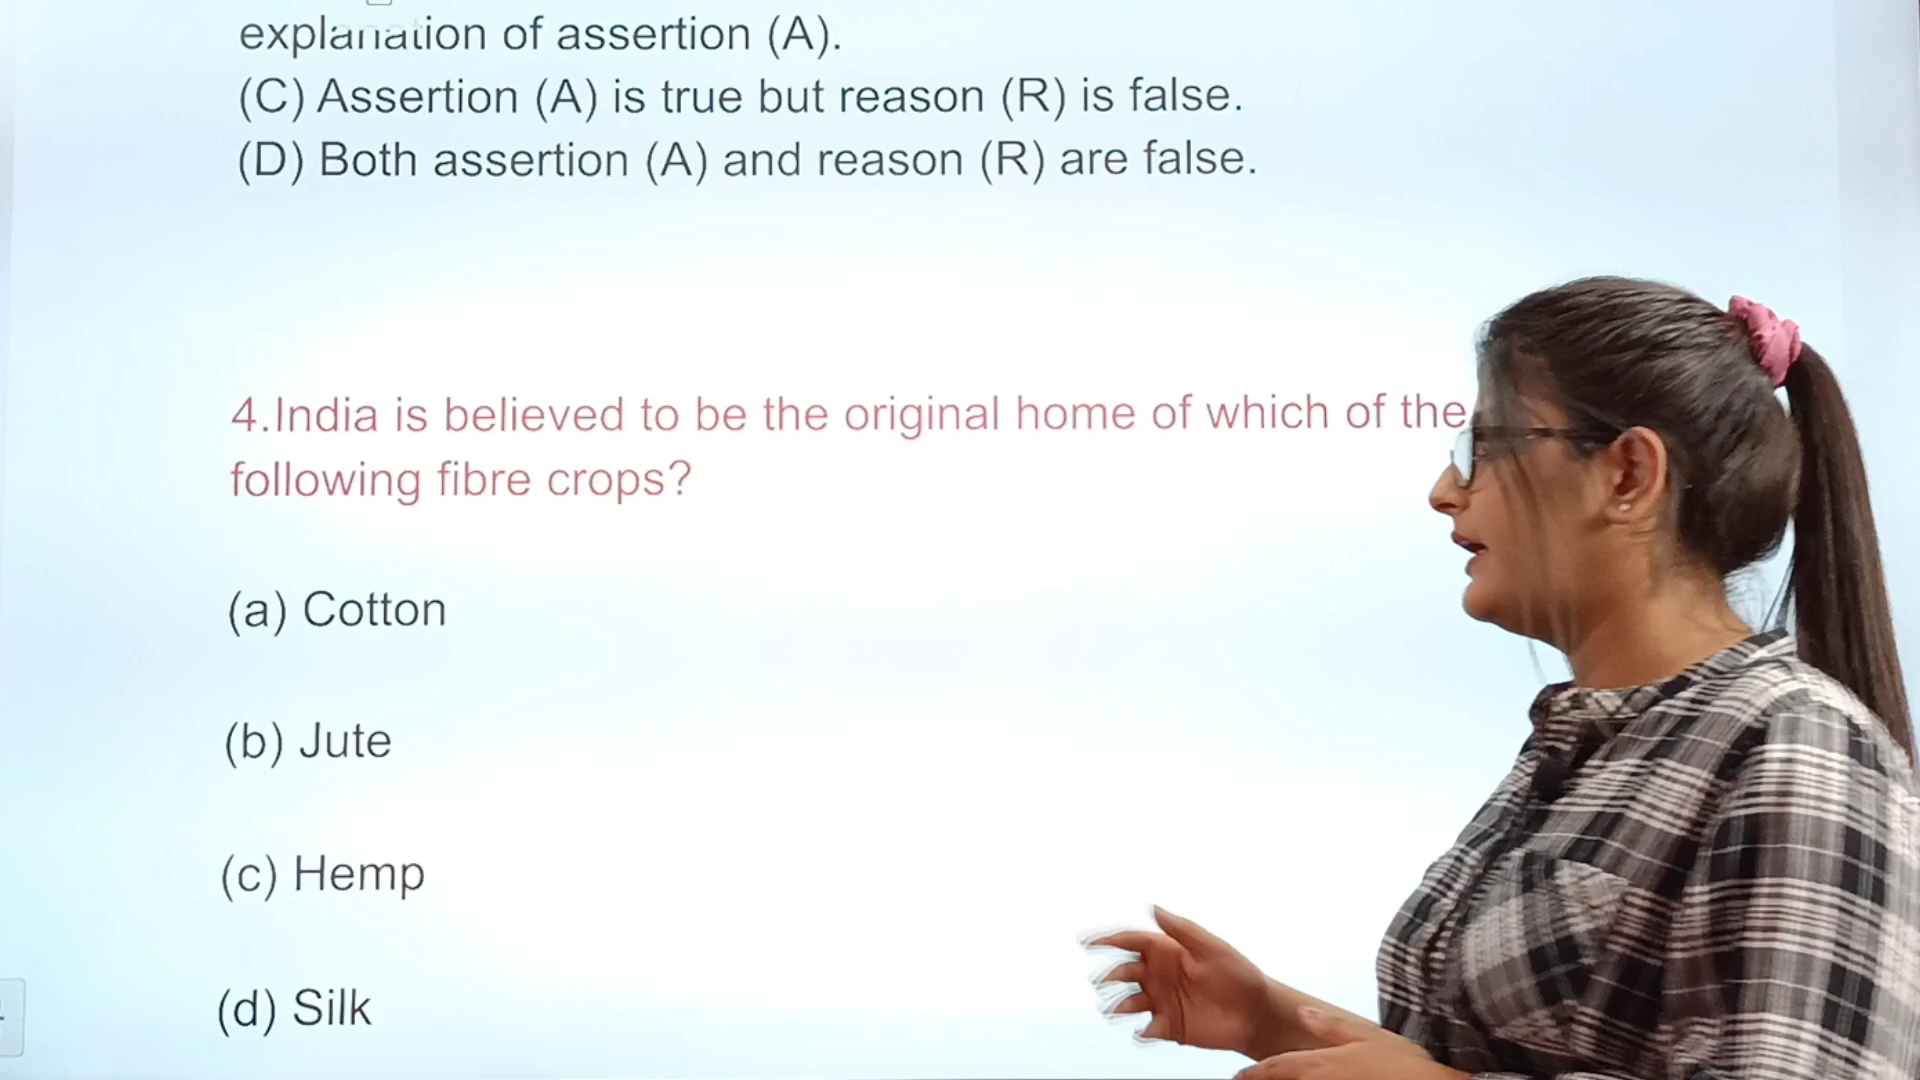 explanation of assertion (A).
(C) Assertion (A) is true but reason (R) is false.
(D) Both assertion (A) and reason (R) are false.
4.India is believed to be the original home of which of the
following fibre crops?
(a) Cotton
(b) Jute
(c) Hemp
(d) Silk